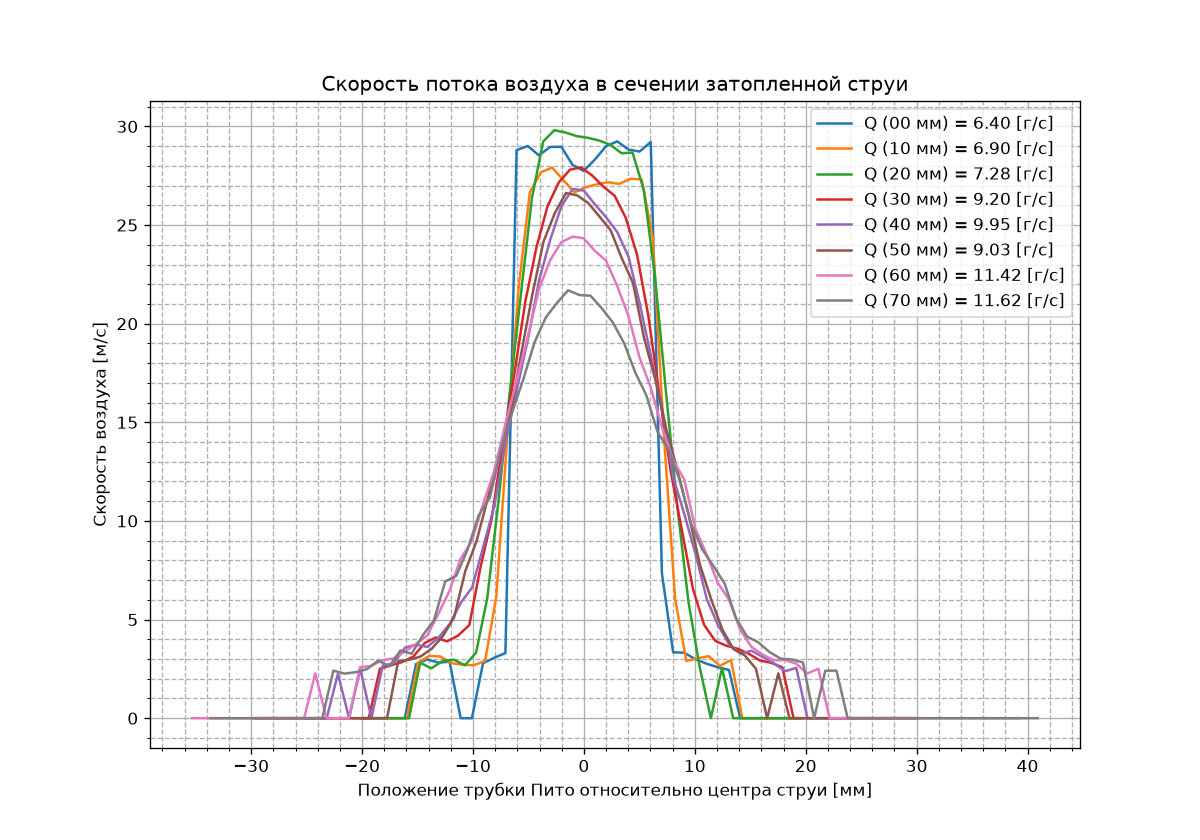 Скорость потока воздуха в сечении затопленной струи
Q (00 мм) = 6.40 [г/с]
Q (10 мм) = 6.90 [г/с]
Q (20 мм) = 7.28 [г/с]
Q (30 мм) = 9.20 [г/с]
Q (40 мм) = 9.95 [г/с]
Q (50 мм) = 9.03 [г/с]
Q (60 мм) = 11.42 [г/с]
Q (70 мм) = 11.62 [г/с]
Скорость воздуха [м/с]
30
25
20
15
10
5
0
−30 −20 −10 0 10 20 30 40
Положение трубки Пито относительно центра струи [мм]